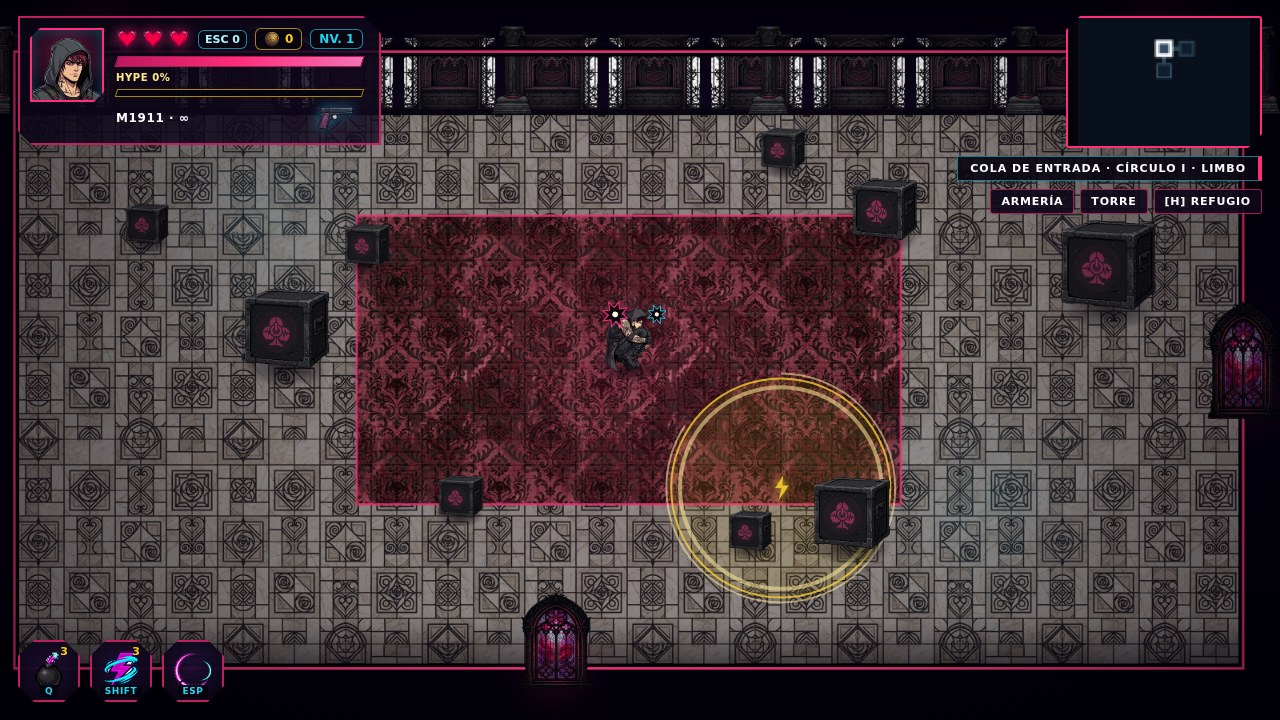 ESC 0
0
NV. 1
HYPE 0%
M1911 · ∞
COLA DE ENTRADA · CÍRCULO I · LIMBO
ARMERÍA
TORRE
[H] REFUGIO
3
Q
3
SHIFT
ESP